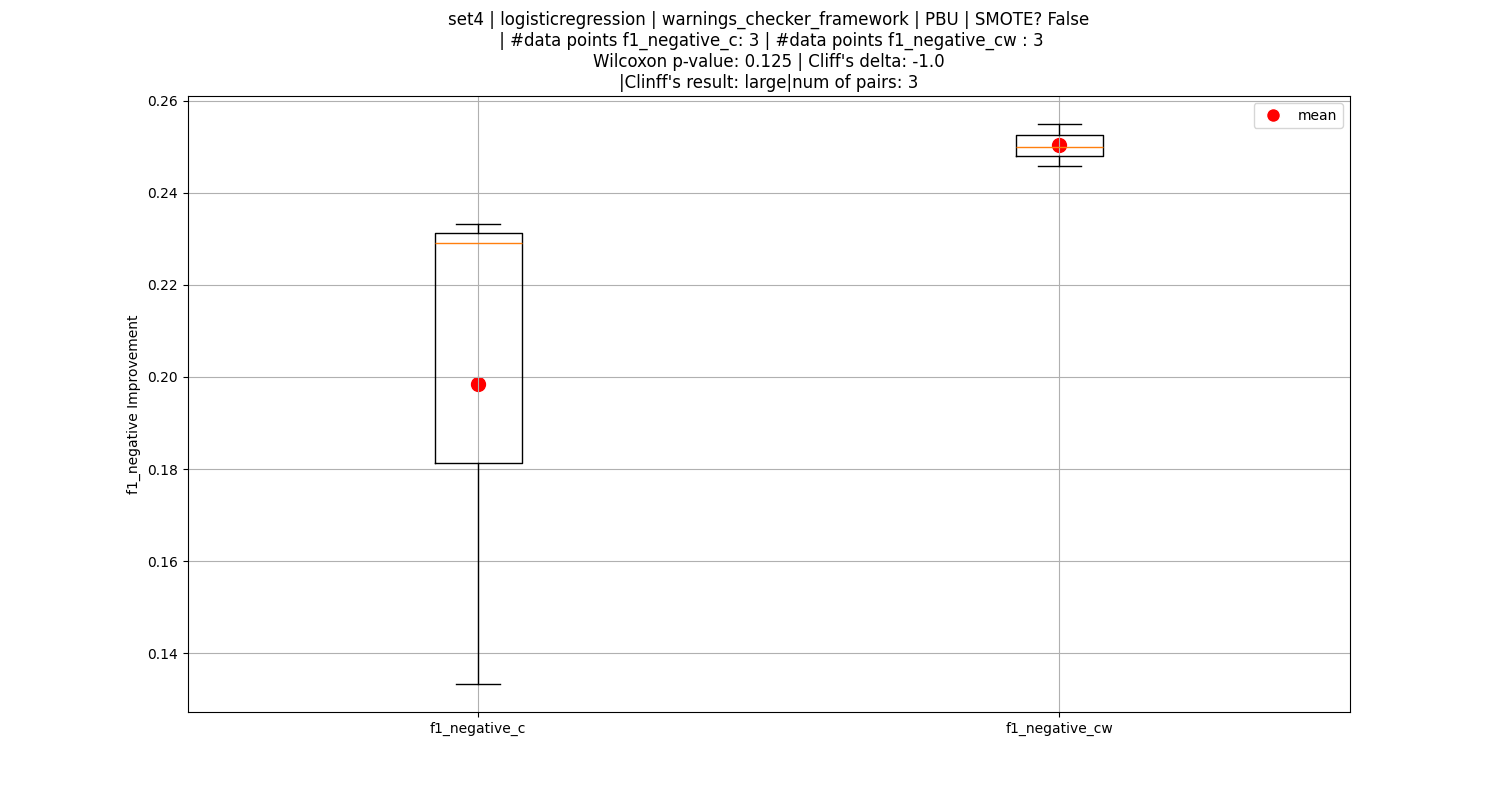 set4 | logisticregression | warnings_checker_framework | PBU | SMOTE? False
| #data points f1_negative_c: 3 | #data points f1_negative_cw : 3
Wilcoxon p-value: 0.125 | Cliff's delta: -1.0
|Clinff's result: large|num of pairs: 3
mean
0.26
0.24
0.22
0.20
0.18
0.16
0.14
f1_negative Improvement
f1_negative_c
f1_negative_cw